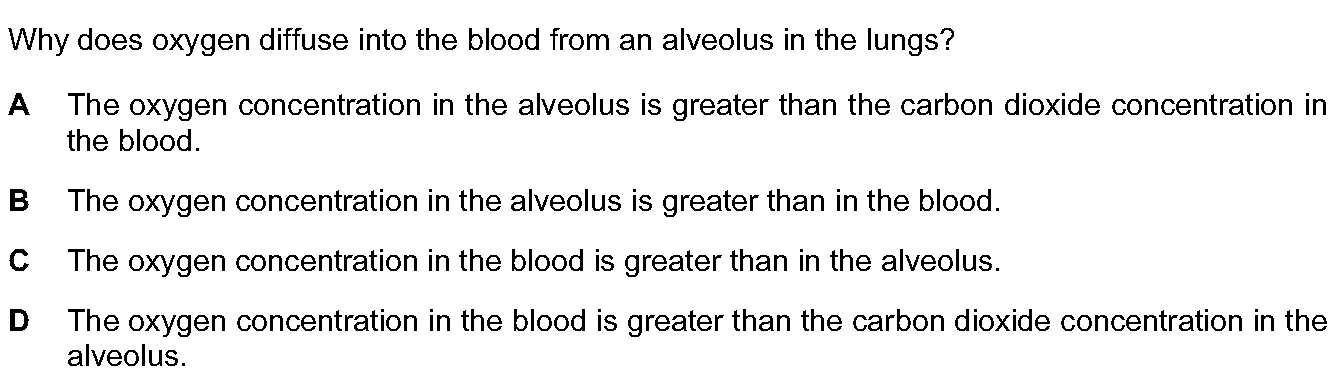 Why does oxygen diffuse into the blood from an alveolus in the lungs?
A The oxygen concentration in the alveolus is greater than the carbon dioxide concentration in
the blood.
B The oxygen concentration in the alveolus is greater than in the blood.
C The oxygen concentration in the blood is greater than in the alveolus.
D The oxygen concentration in the blood is greater than the carbon dioxide concentration in the
alveolus.